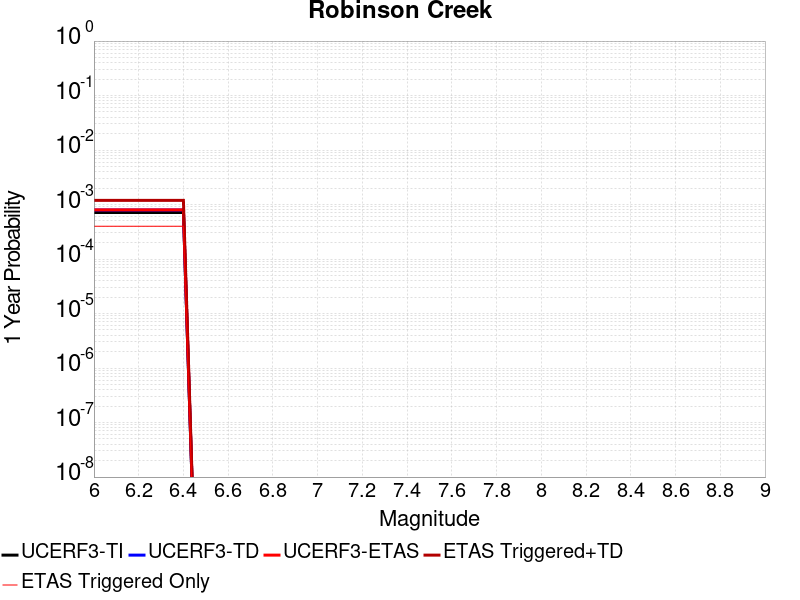 Robinson Creek
10^0
10^-1
10^-2
10^-3
10^-4
10^-5
10^-6
10^-7
10^-8
1 Year Probability
6 6.2 6.4 6.6 6.8 7 7.2 7.4 7.6 7.8 8 8.2 8.4 8.6 8.8 9
Magnitude
UCERF3-TI UCERF3-TD UCERF3-ETAS ETAS Triggered+TD
ETAS Triggered Only